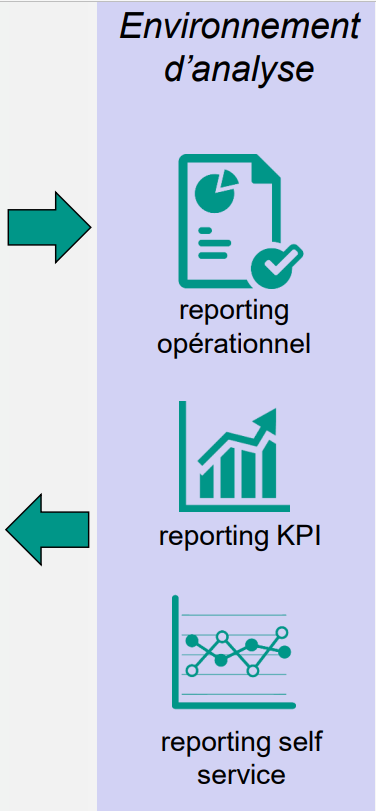 Environnement
d'analyse
reporting
opérationnel
reporting KPI
reporting self
service